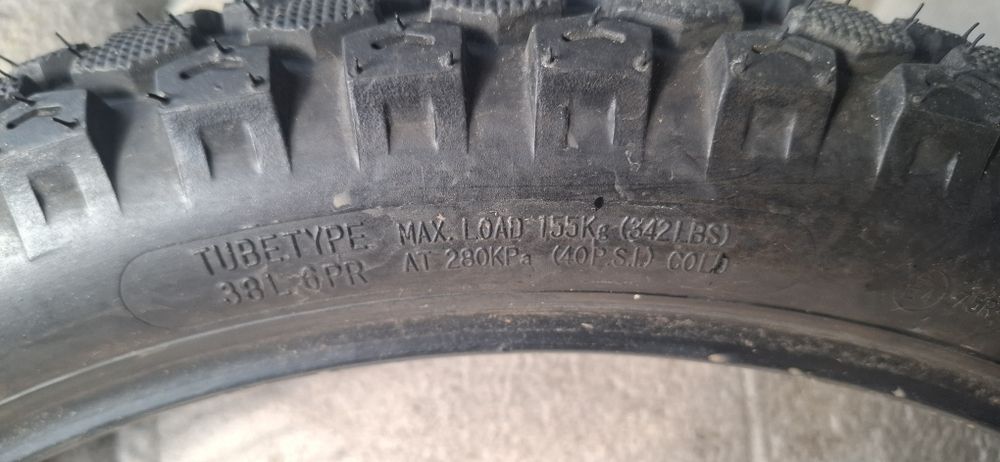 TUBETYPE
38L-6PR
MAX. LOAD 155Kg (342LBS)
AT 280KPa (40P.S.I.) COLD